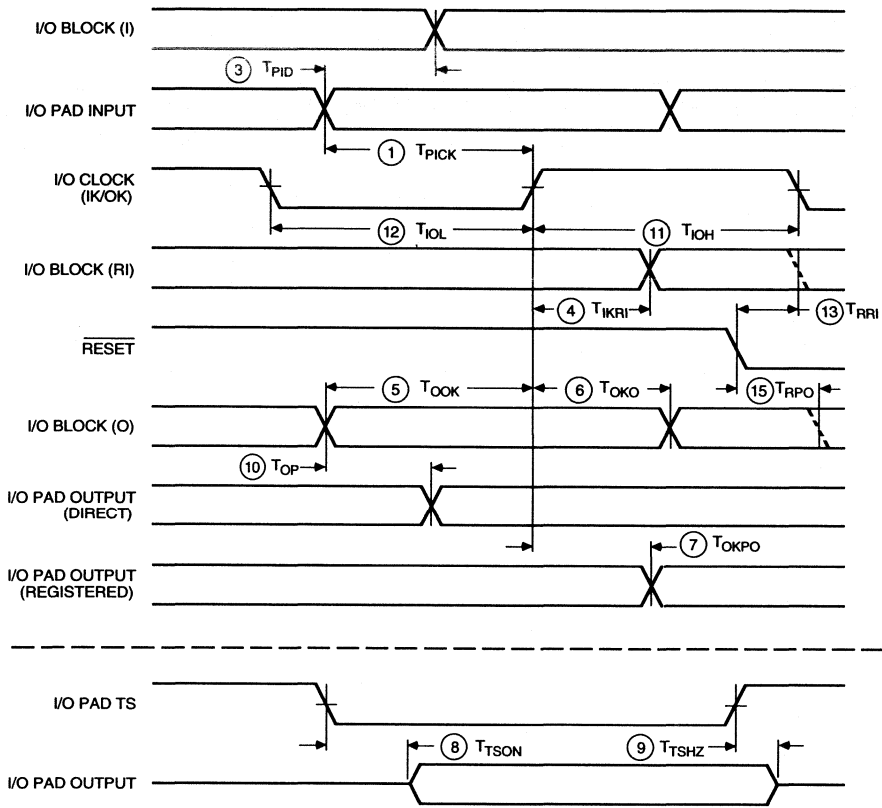 I/O BLOCK (I)
3 TPID
I/O PAD INPUT
1 TPICK
I/O CLOCK
(IK/OK)
12 TIOL
11 TIOH
I/O BLOCK (RI)
4 TIKRI
13 TRRI
RESET
5 TOOK
6 TOKO
15 TRPO
I/O BLOCK (O)
10 TOP
I/O PAD OUTPUT
(DIRECT)
7 TOKPO
I/O PAD OUTPUT
(REGISTERED)
I/O PAD TS
8 TTSON
9 TTSHZ
I/O PAD OUTPUT